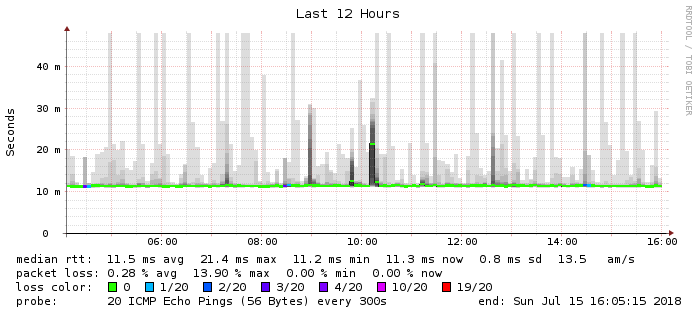 Last 12 Hours
RRDTOOL / TOBI OETIKER
Seconds
40 m
30 m
20 m
10 m
0
06:00 08:00 10:00 12:00 14:00 16:00
median rtt: 11.5 ms avg 21.4 ms max 11.2 ms min 11.3 ms now 0.8 ms sd 13.5 am/s
packet loss: 0.28 % avg 13.90 % max 0.00 % min 0.00 % now
loss color: 0 1/20 2/20 3/20 4/20 10/20 19/20
probe: 20 ICMP Echo Pings (56 Bytes) every 300s end: Sun Jul 15 16:05:15 2018